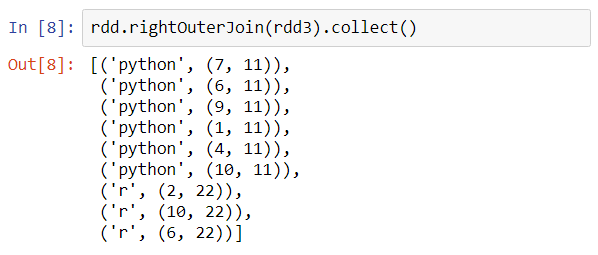 In [8]: rdd.rightOuterJoin(rdd3).collect()
Out[8]: [('python', (7, 11)),
('python', (6, 11)),
('python', (9, 11)),
('python', (1, 11)),
('python', (4, 11)),
('python', (10, 11)),
('r', (2, 22)),
('r', (10, 22)),
('r', (6, 22))]